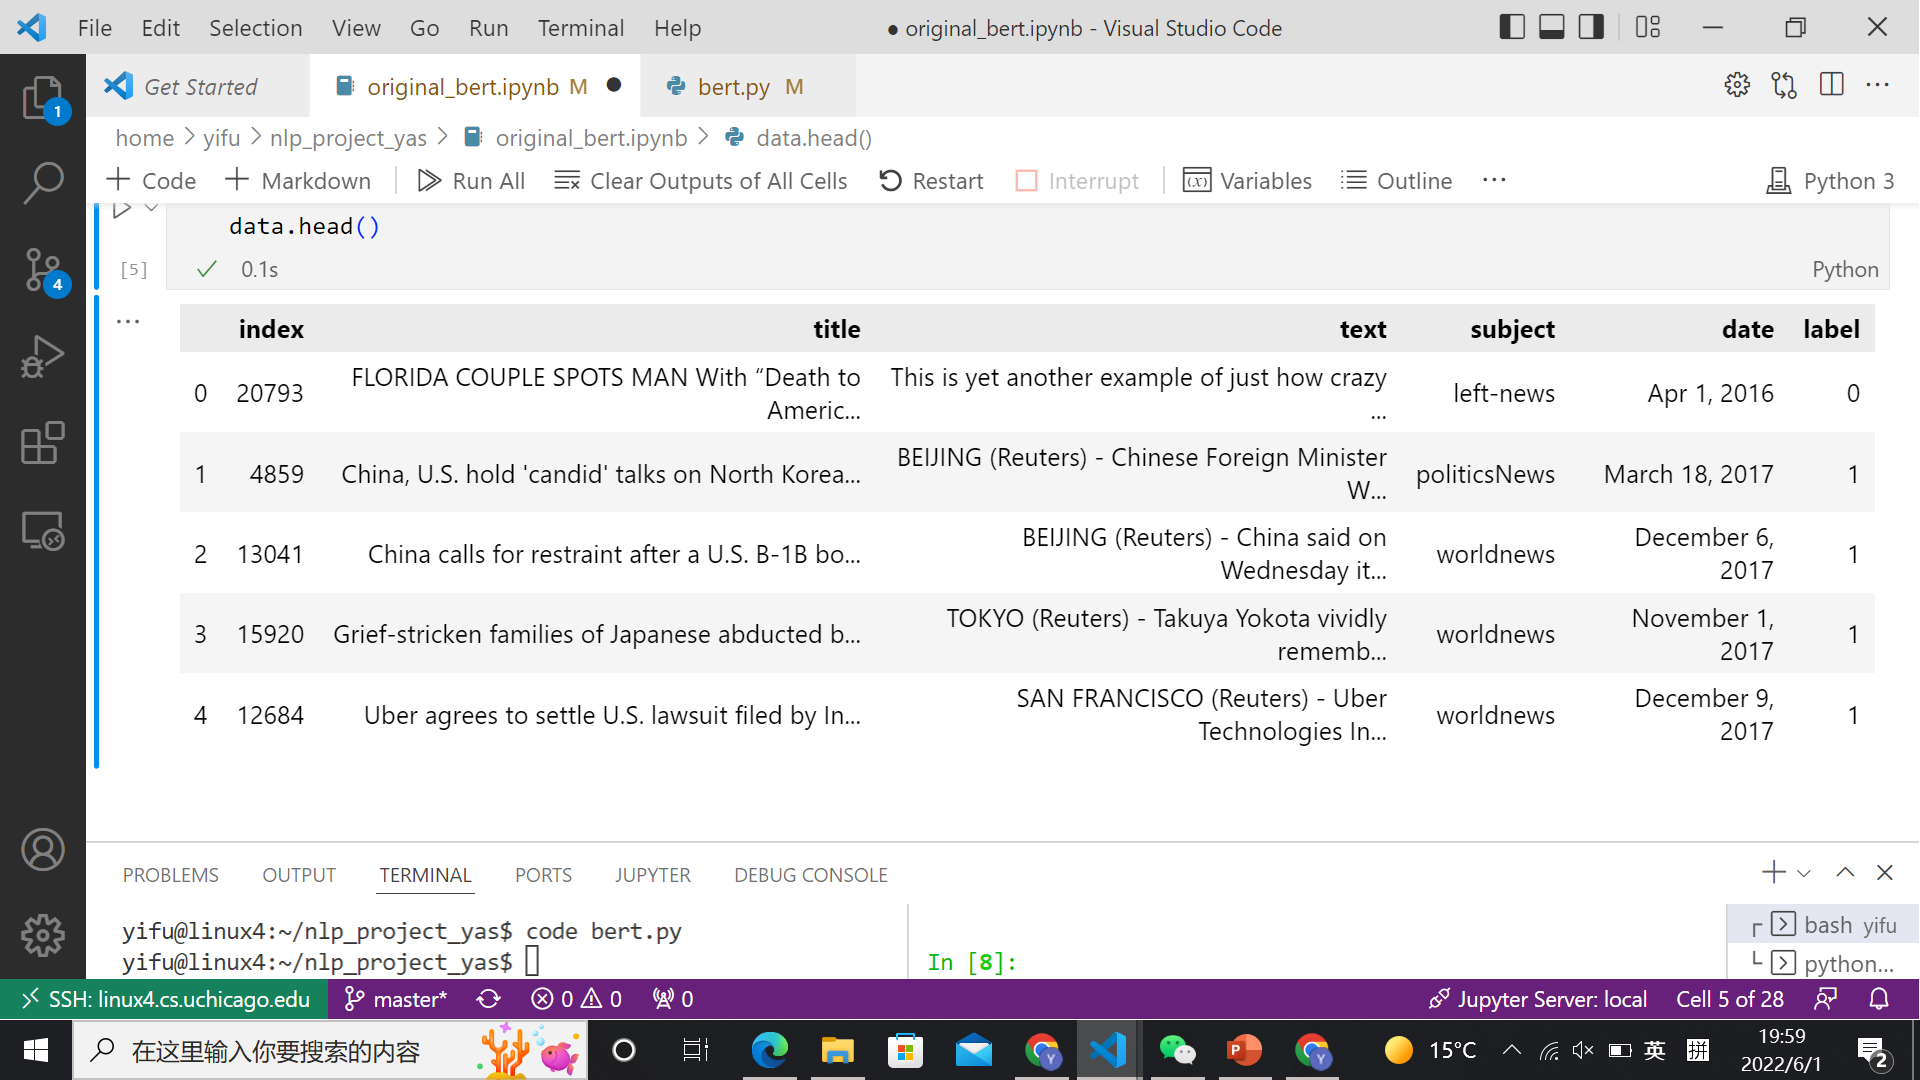 File Edit Selection View Go Run Terminal Help
● original_bert.ipynb - Visual Studio Code
Get Started
original_bert.ipynb M ●
bert.py M
home > yifu > nlp_project_yas > original_bert.ipynb > data.head()
+ Code + Markdown Run All Clear Outputs of All Cells Restart Interrupt Variables Outline ... Python 3
data.head()
[5] ✓ 0.1s Python
...
index title text subject date label
0 20793 FLORIDA COUPLE SPOTS MAN With “Death to Americ... This is yet another example of just how crazy ... left-news Apr 1, 2016 0
1 4859 China, U.S. hold 'candid' talks on North Korea... BEIJING (Reuters) - Chinese Foreign Minister W... politicsNews March 18, 2017 1
2 13041 China calls for restraint after a U.S. B-1B bo... BEIJING (Reuters) - China said on Wednesday it... worldnews December 6, 2017 1
3 15920 Grief-stricken families of Japanese abducted b... TOKYO (Reuters) - Takuya Yokota vividly rememb... worldnews November 1, 2017 1
4 12684 Uber agrees to settle U.S. lawsuit filed by In... SAN FRANCISCO (Reuters) - Uber Technologies In... worldnews December 9, 2017 1
1
4
PROBLEMS OUTPUT TERMINAL PORTS JUPYTER DEBUG CONSOLE
yifu@linux4:~/nlp_project_yas$ code bert.py
yifu@linux4:~/nlp_project_yas$
In [8]:
bash yifu
python...
SSH: linux4.cs.uchicago.edu master* 0 0 0 Jupyter Server: local Cell 5 of 28
在这里输入你要搜索的内容
Y
P
Y
15°C 英 拼
19:59
2022/6/1
2